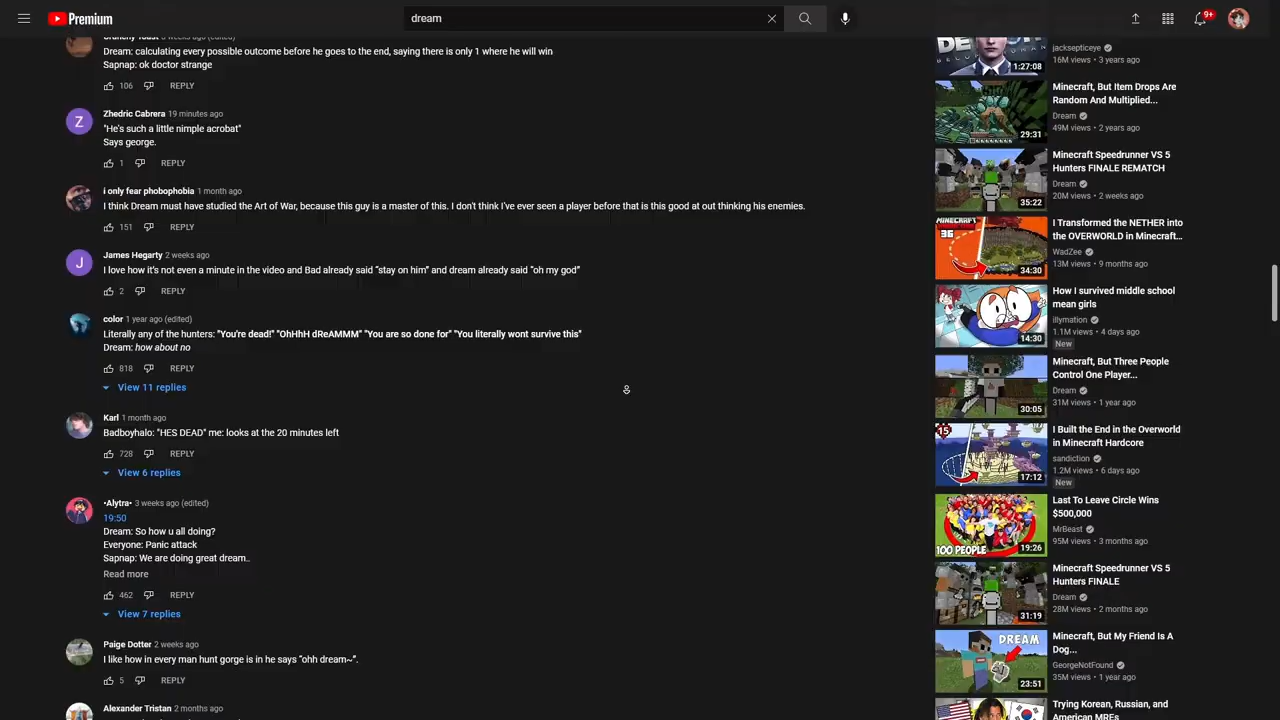 Premium
dream
9+
Crunchy Toast 3 weeks ago (edited)
Dream: calculating every possible outcome before he goes to the end, saying there is only 1 where he will win
Sapnap: ok doctor strange
106 REPLY
Z
Zhedric Cabrera 19 minutes ago
"He's such a little nimple acrobat"
Says george.
1 REPLY
i only fear phobophobia 1 month ago
I think Dream must have studied the Art of War, because this guy is a master of this. I don't think I've ever seen a player before that is this good at out thinking his enemies.
151 REPLY
J
James Hegarty 2 weeks ago
I love how it's not even a minute in the video and Bad already said “stay on him” and dream already said “oh my god”
2 REPLY
color 1 year ago (edited)
Literally any of the hunters: "You're dead!" "OhHhH dReAMMM" "You are so done for" "You literally wont survive this"
Dream: how about no
818 REPLY
View 11 replies
Karl 1 month ago
Badboyhalo: "HES DEAD" me: looks at the 20 minutes left
728 REPLY
View 6 replies
•Alytra• 3 weeks ago (edited)
19:50
Dream: So how u all doing?
Everyone: Panic attack
Sapnap: We are doing great dream..
Read more
462 REPLY
View 7 replies
Paige Dotter 2 weeks ago
I like how in every man hunt gorge is in he says “ohh dream~”.
5 REPLY
Alexander Tristan 2 months ago
1:27:08
jacksepticeye
16M views • 3 years ago
29:31
Minecraft, But Item Drops Are
Random And Multiplied...
Dream
49M views • 2 years ago
35:22
Minecraft Speedrunner VS 5
Hunters FINALE REMATCH
Dream
20M views • 2 weeks ago
MINECRAFT
36
34:30
I Transformed the NETHER into
the OVERWORLD in Minecraft...
WadZee
13M views • 9 months ago
14:30
How I survived middle school
mean girls
illymation
1.1M views • 4 days ago
New
30:05
Minecraft, But Three People
Control One Player...
Dream
31M views • 1 year ago
15
17:12
I Built the End in the Overworld
in Minecraft Hardcore
sandiction
1.2M views • 6 days ago
New
100 PEOPLE
19:26
Last To Leave Circle Wins
$500,000
MrBeast
95M views • 3 months ago
31:19
Minecraft Speedrunner VS 5
Hunters FINALE
Dream
28M views • 2 months ago
DREAM
23:51
Minecraft, But My Friend Is A
Dog...
GeorgeNotFound
35M views • 1 year ago
Trying Korean, Russian, and
American MREs